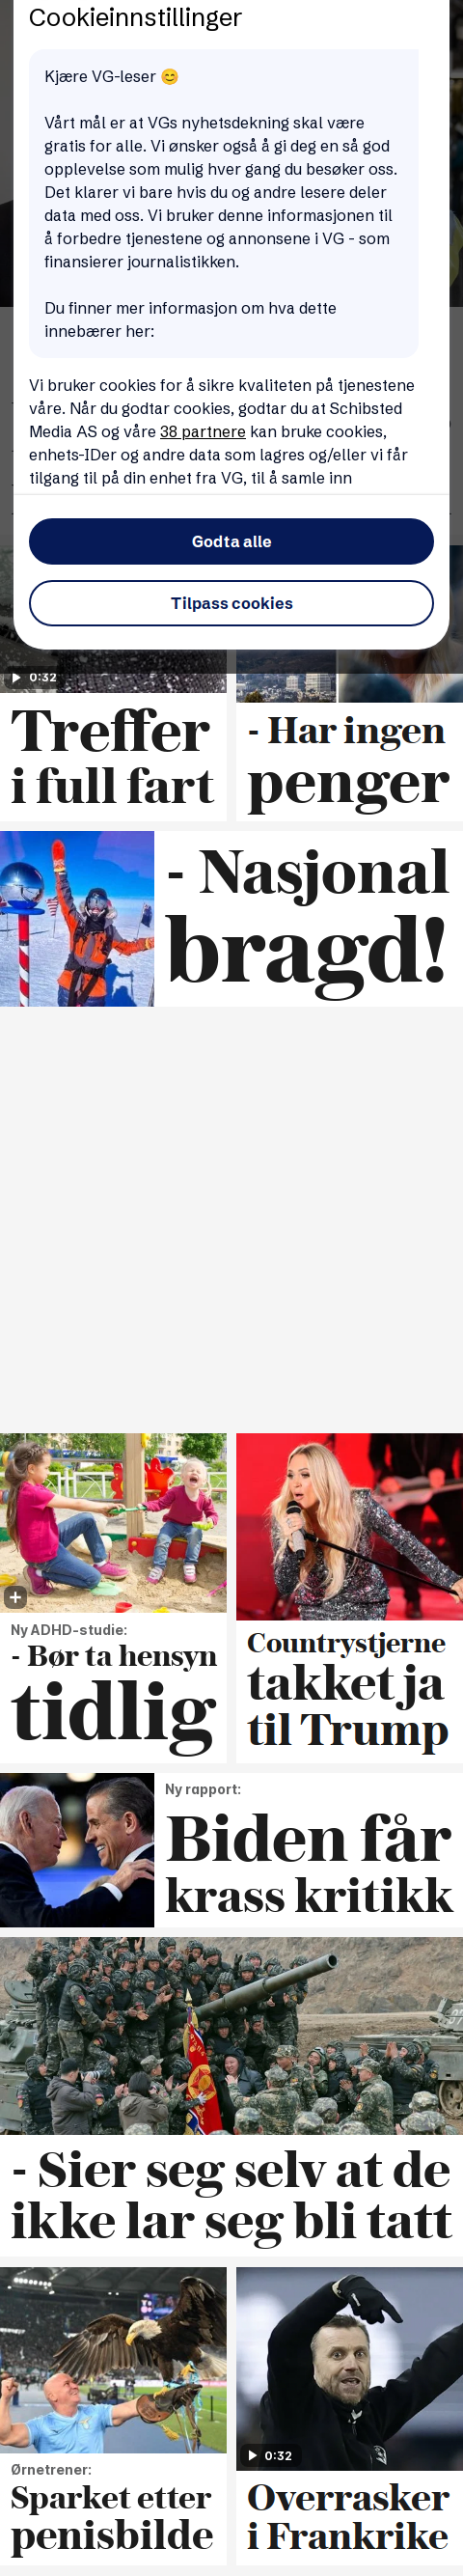 Cookieinnstillinger
Kjære VG-leser 😊
Vårt mål er at VGs nyhetsdekning skal være
gratis for alle. Vi ønsker også å gi deg en så god
opplevelse som mulig hver gang du besøker oss.
Det klarer vi bare hvis du og andre lesere deler
data med oss. Vi bruker denne informasjonen til
å forbedre tjenestene og annonsene i VG - som
finansierer journalistikken.
Du finner mer informasjon om hva dette
innebærer her:
Vi bruker cookies for å sikre kvaliteten på tjenestene
våre. Når du godtar cookies, godtar du at Schibsted
Media AS og våre 38 partnere kan bruke cookies,
enhets-IDer og andre data som lagres og/eller vi får
tilgang til på din enhet fra VG, til å samle inn
Godta alle
Tilpass cookies
0:32
Treffer
i full fart
- Har ingen
penger
- Nasjonal
bragd!
Ny ADHD-studie:
- Bør ta hensyn
tidlig
Countrystjerne
takket ja
til Trump
Ny rapport:
Biden får
krass kritikk
- Sier seg selv at de
ikke lar seg bli tatt
Ørnetrener:
Sparket etter
penisbilde
0:32
Overrasker
i Frankrike